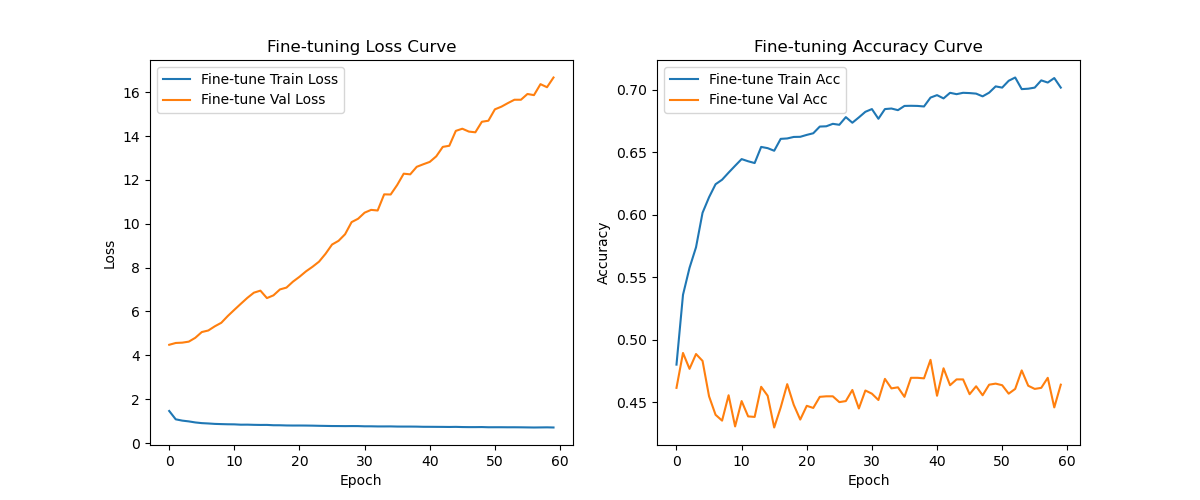 Fine-tuning Loss Curve
Fine-tune Train Loss
Fine-tune Val Loss
16
14
12
10
8
6
4
2
0
Loss
0 10 20 30 40 50 60
Epoch
Fine-tuning Accuracy Curve
Fine-tune Train Acc
Fine-tune Val Acc
0.70
0.65
0.60
0.55
0.50
0.45
Accuracy
0 10 20 30 40 50 60
Epoch